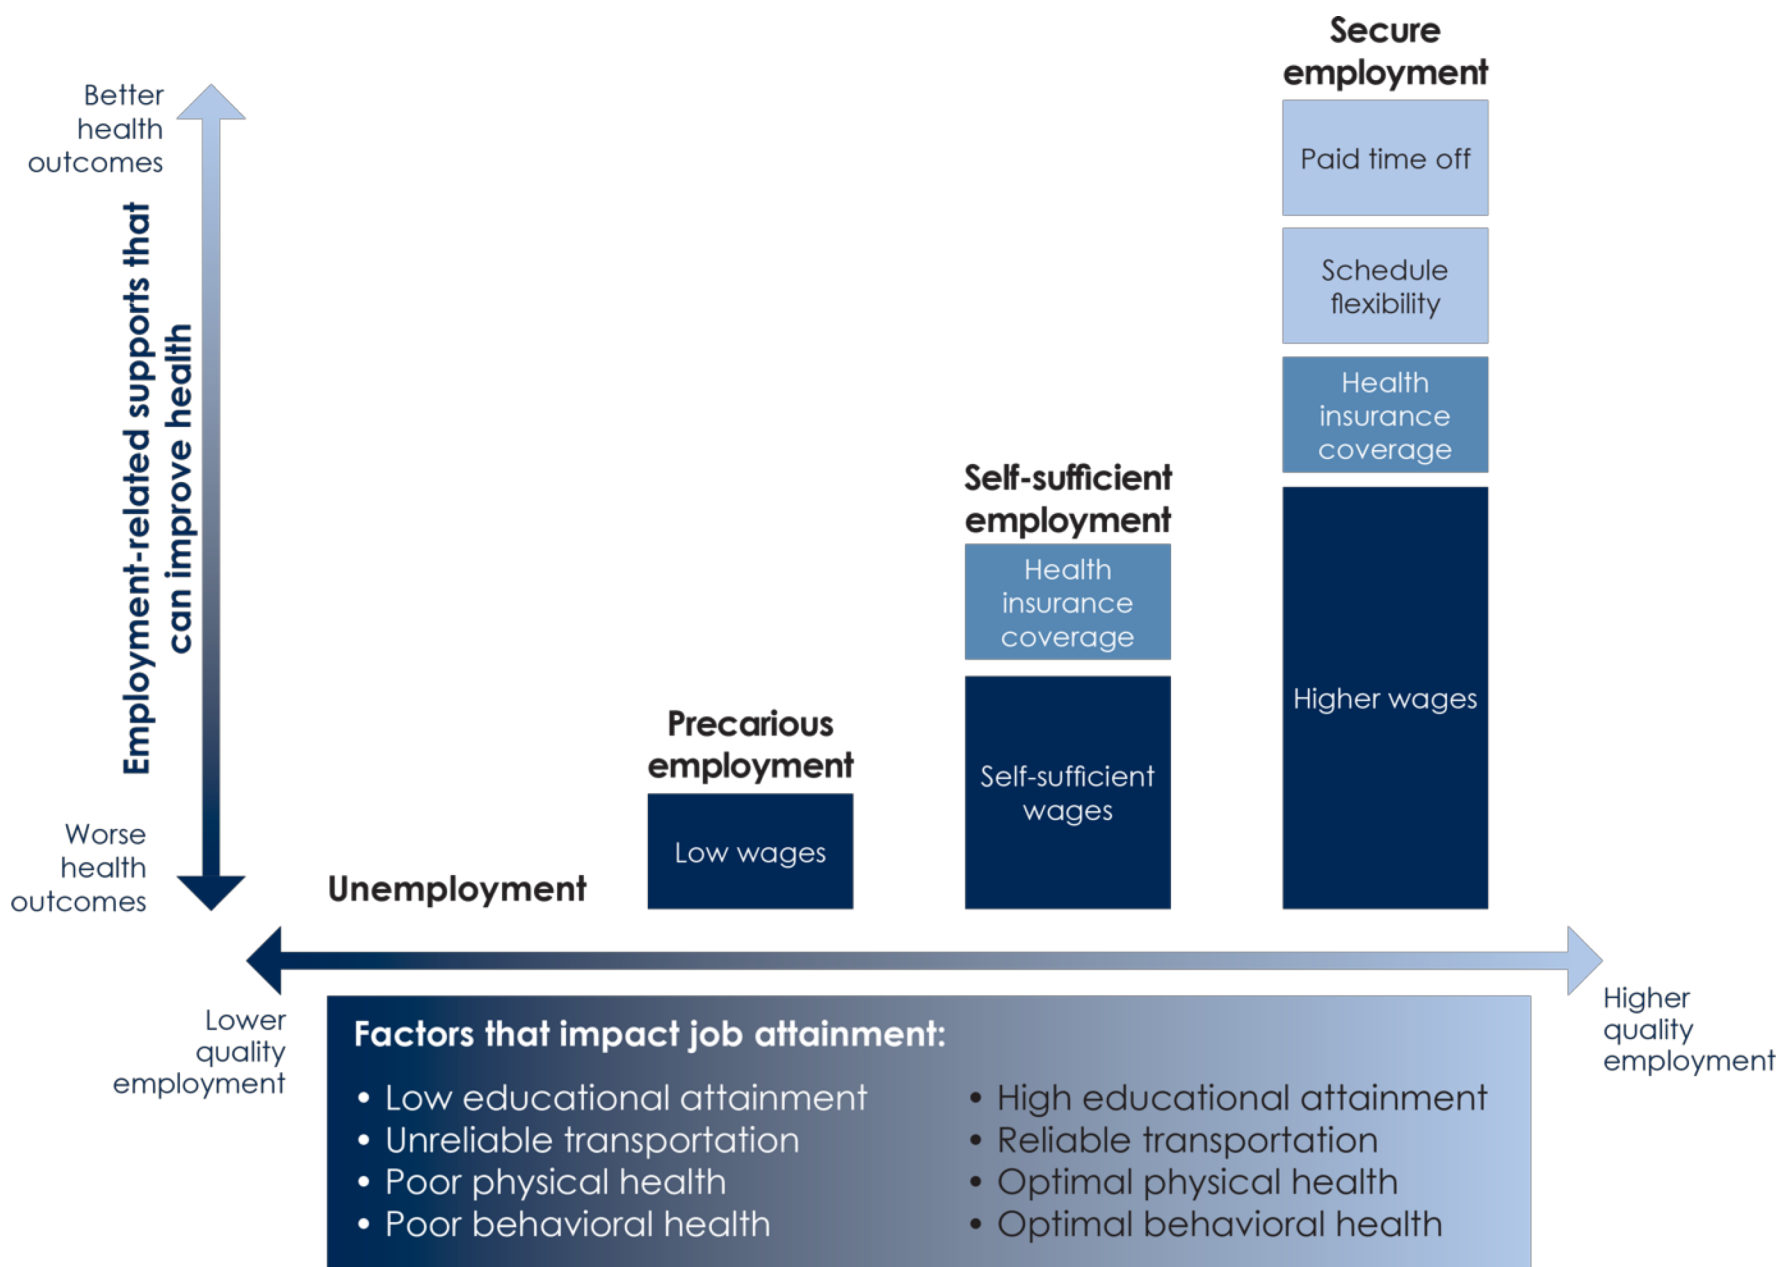 Secure
employment
Better
health
outcomes
Paid time off
Employment-related supports that
can improve health
Schedule
flexibility
Health
insurance
coverage
Self-sufficient
employment
Health
insurance
coverage
Higher wages
Precarious
employment
Self-sufficient
wages
Low wages
Worse
health
outcomes
Unemployment
Lower
quality
employment
Higher
quality
employment
Factors that impact job attainment:
• Low educational attainment
• Unreliable transportation
• Poor physical health
• Poor behavioral health
• High educational attainment
• Reliable transportation
• Optimal physical health
• Optimal behavioral health